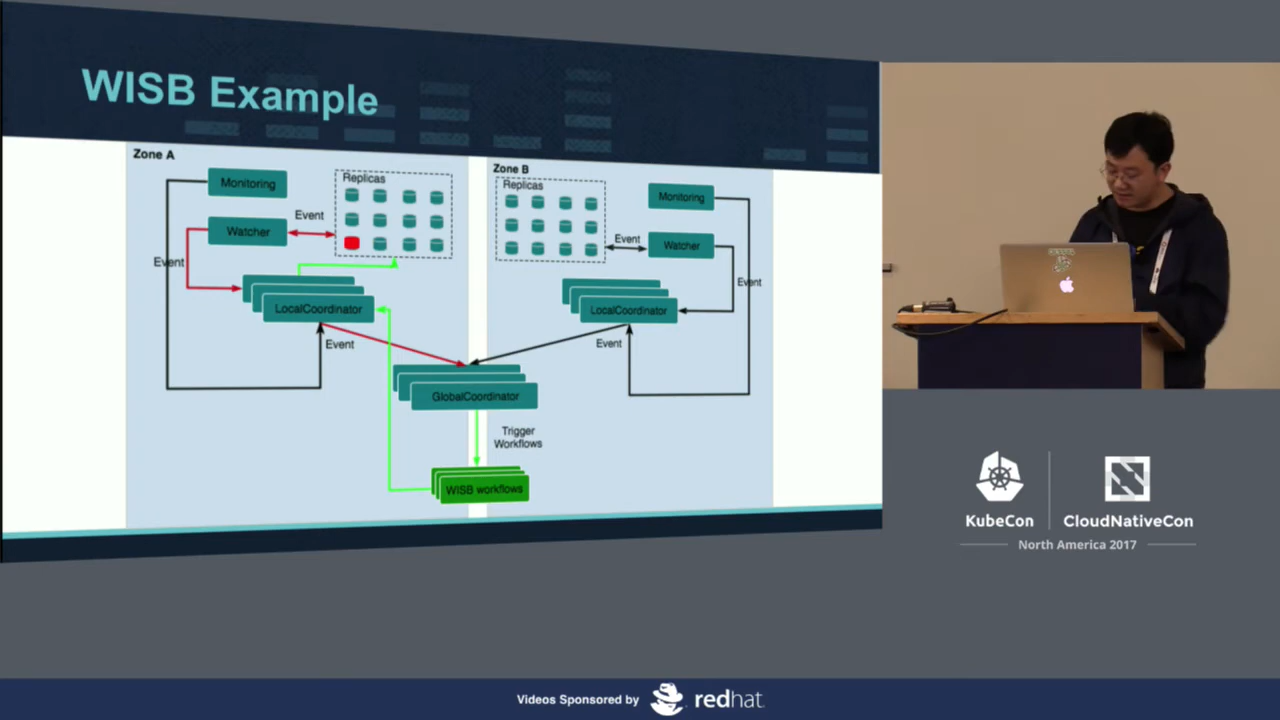 WISB Example
Zone A
Monitoring
Replicas
Event
Watcher
Event
LocalCoordinator
Event
Zone B
Replicas
Monitoring
Event
Watcher
Event
LocalCoordinator
Event
GlobalCoordinator
Trigger
Workflows
WISB workflows
KubeCon
CloudNativeCon
North America 2017
Videos Sponsored by
redhat.